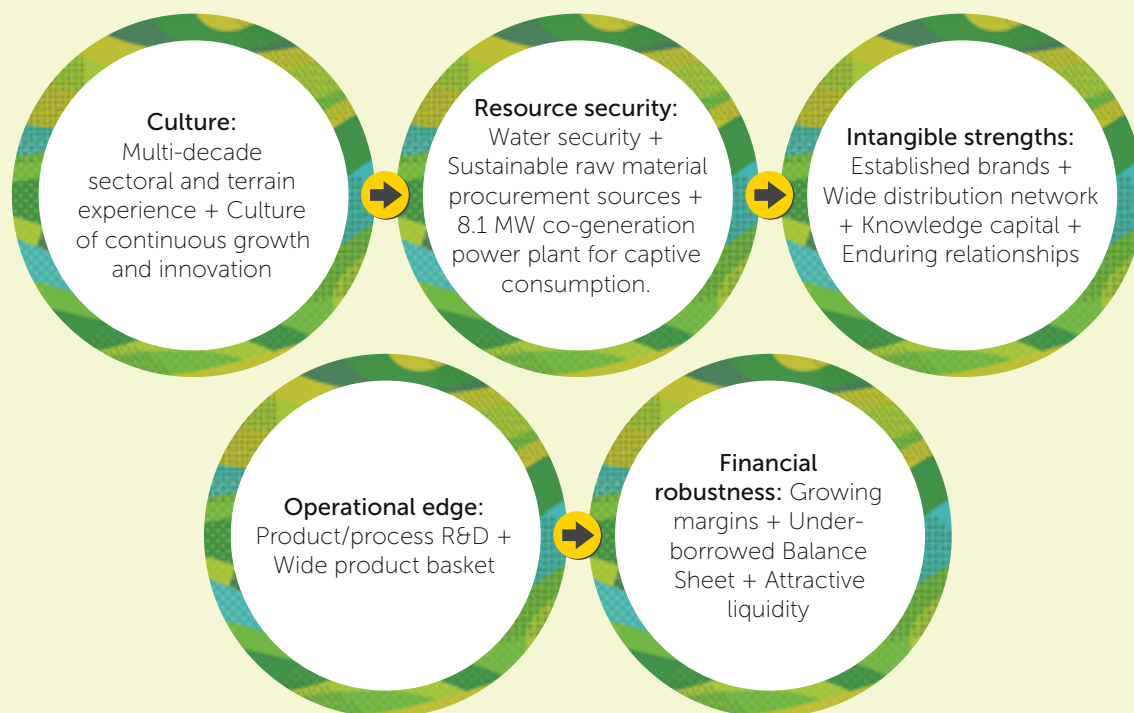 Culture:
Multi-decade
sectoral and terrain
experience + Culture
of continuous growth
and innovation
Resource security:
Water security +
Sustainable raw material
procurement sources +
8.1 MW co-generation
power plant for captive
consumption.
Intangible strengths:
Established brands +
Wide distribution network
+ Knowledge capital +
Enduring relationships
Operational edge:
Product/process R&D +
Wide product basket
Financial
robustness: Growing
margins + Under-
borrowed Balance
Sheet + Attractive
liquidity